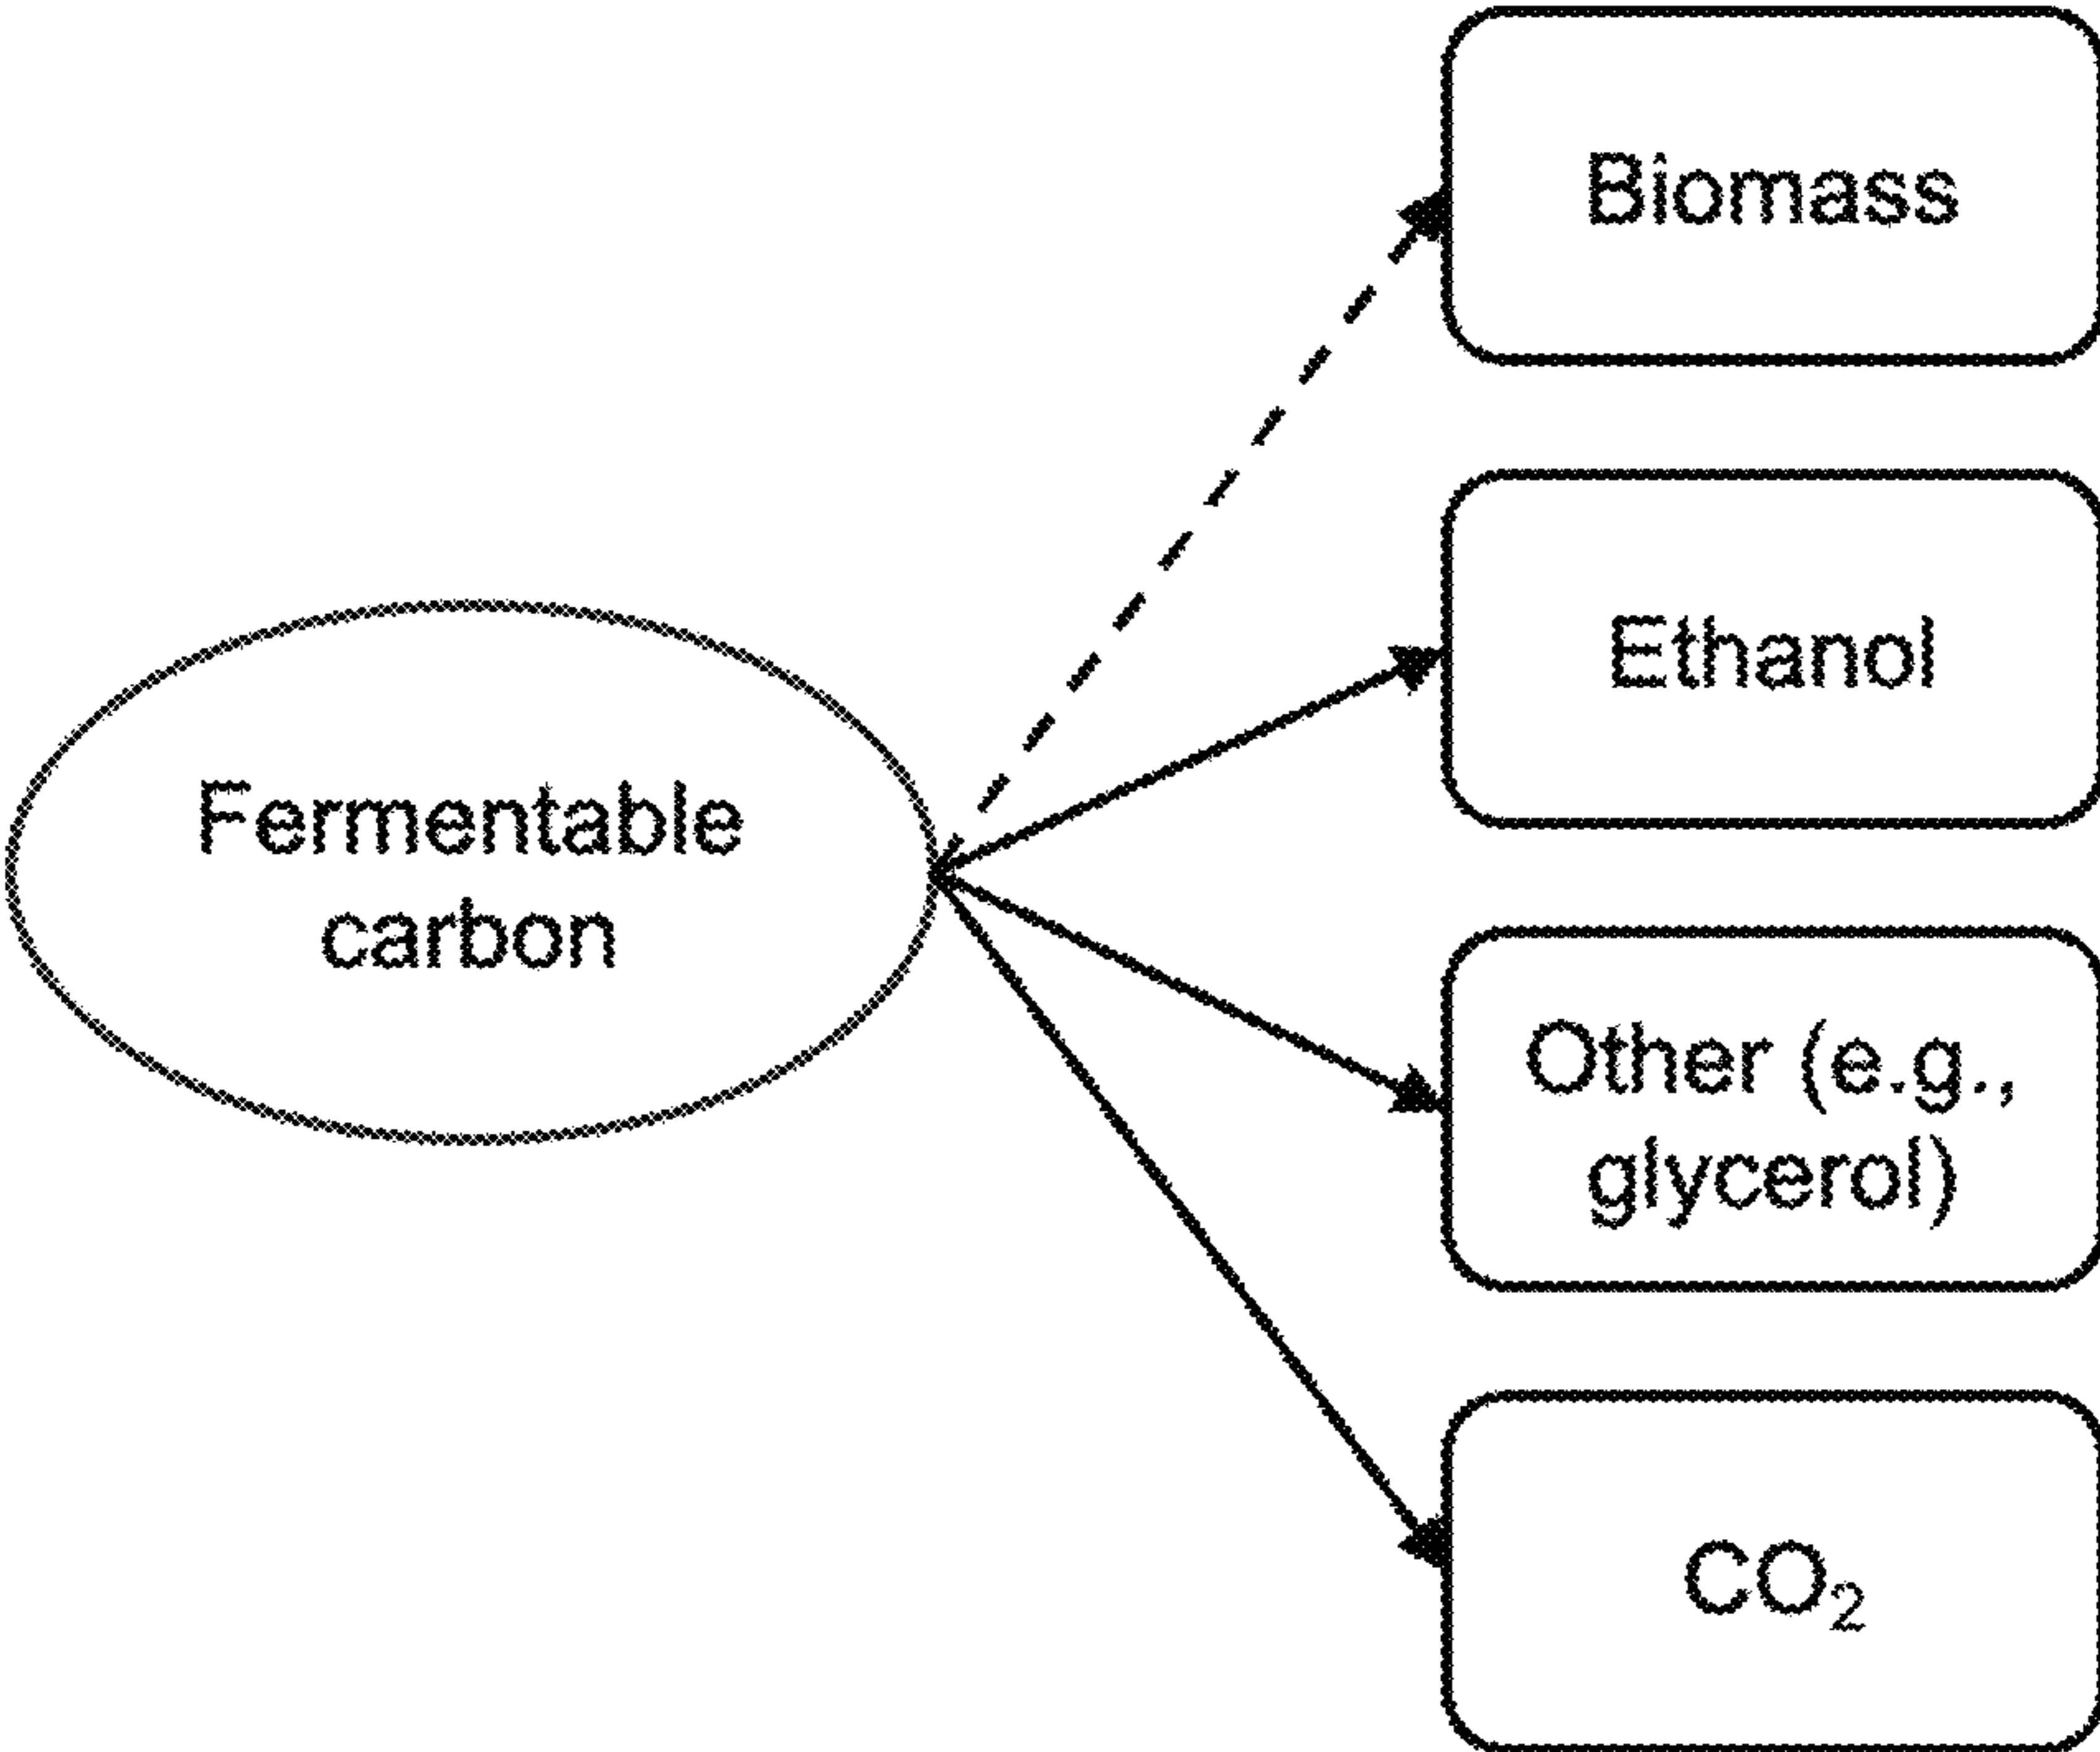 Biomass
Ethanol
Fermentable
carbon
Other (e.g.,
glycerol)
CO₂